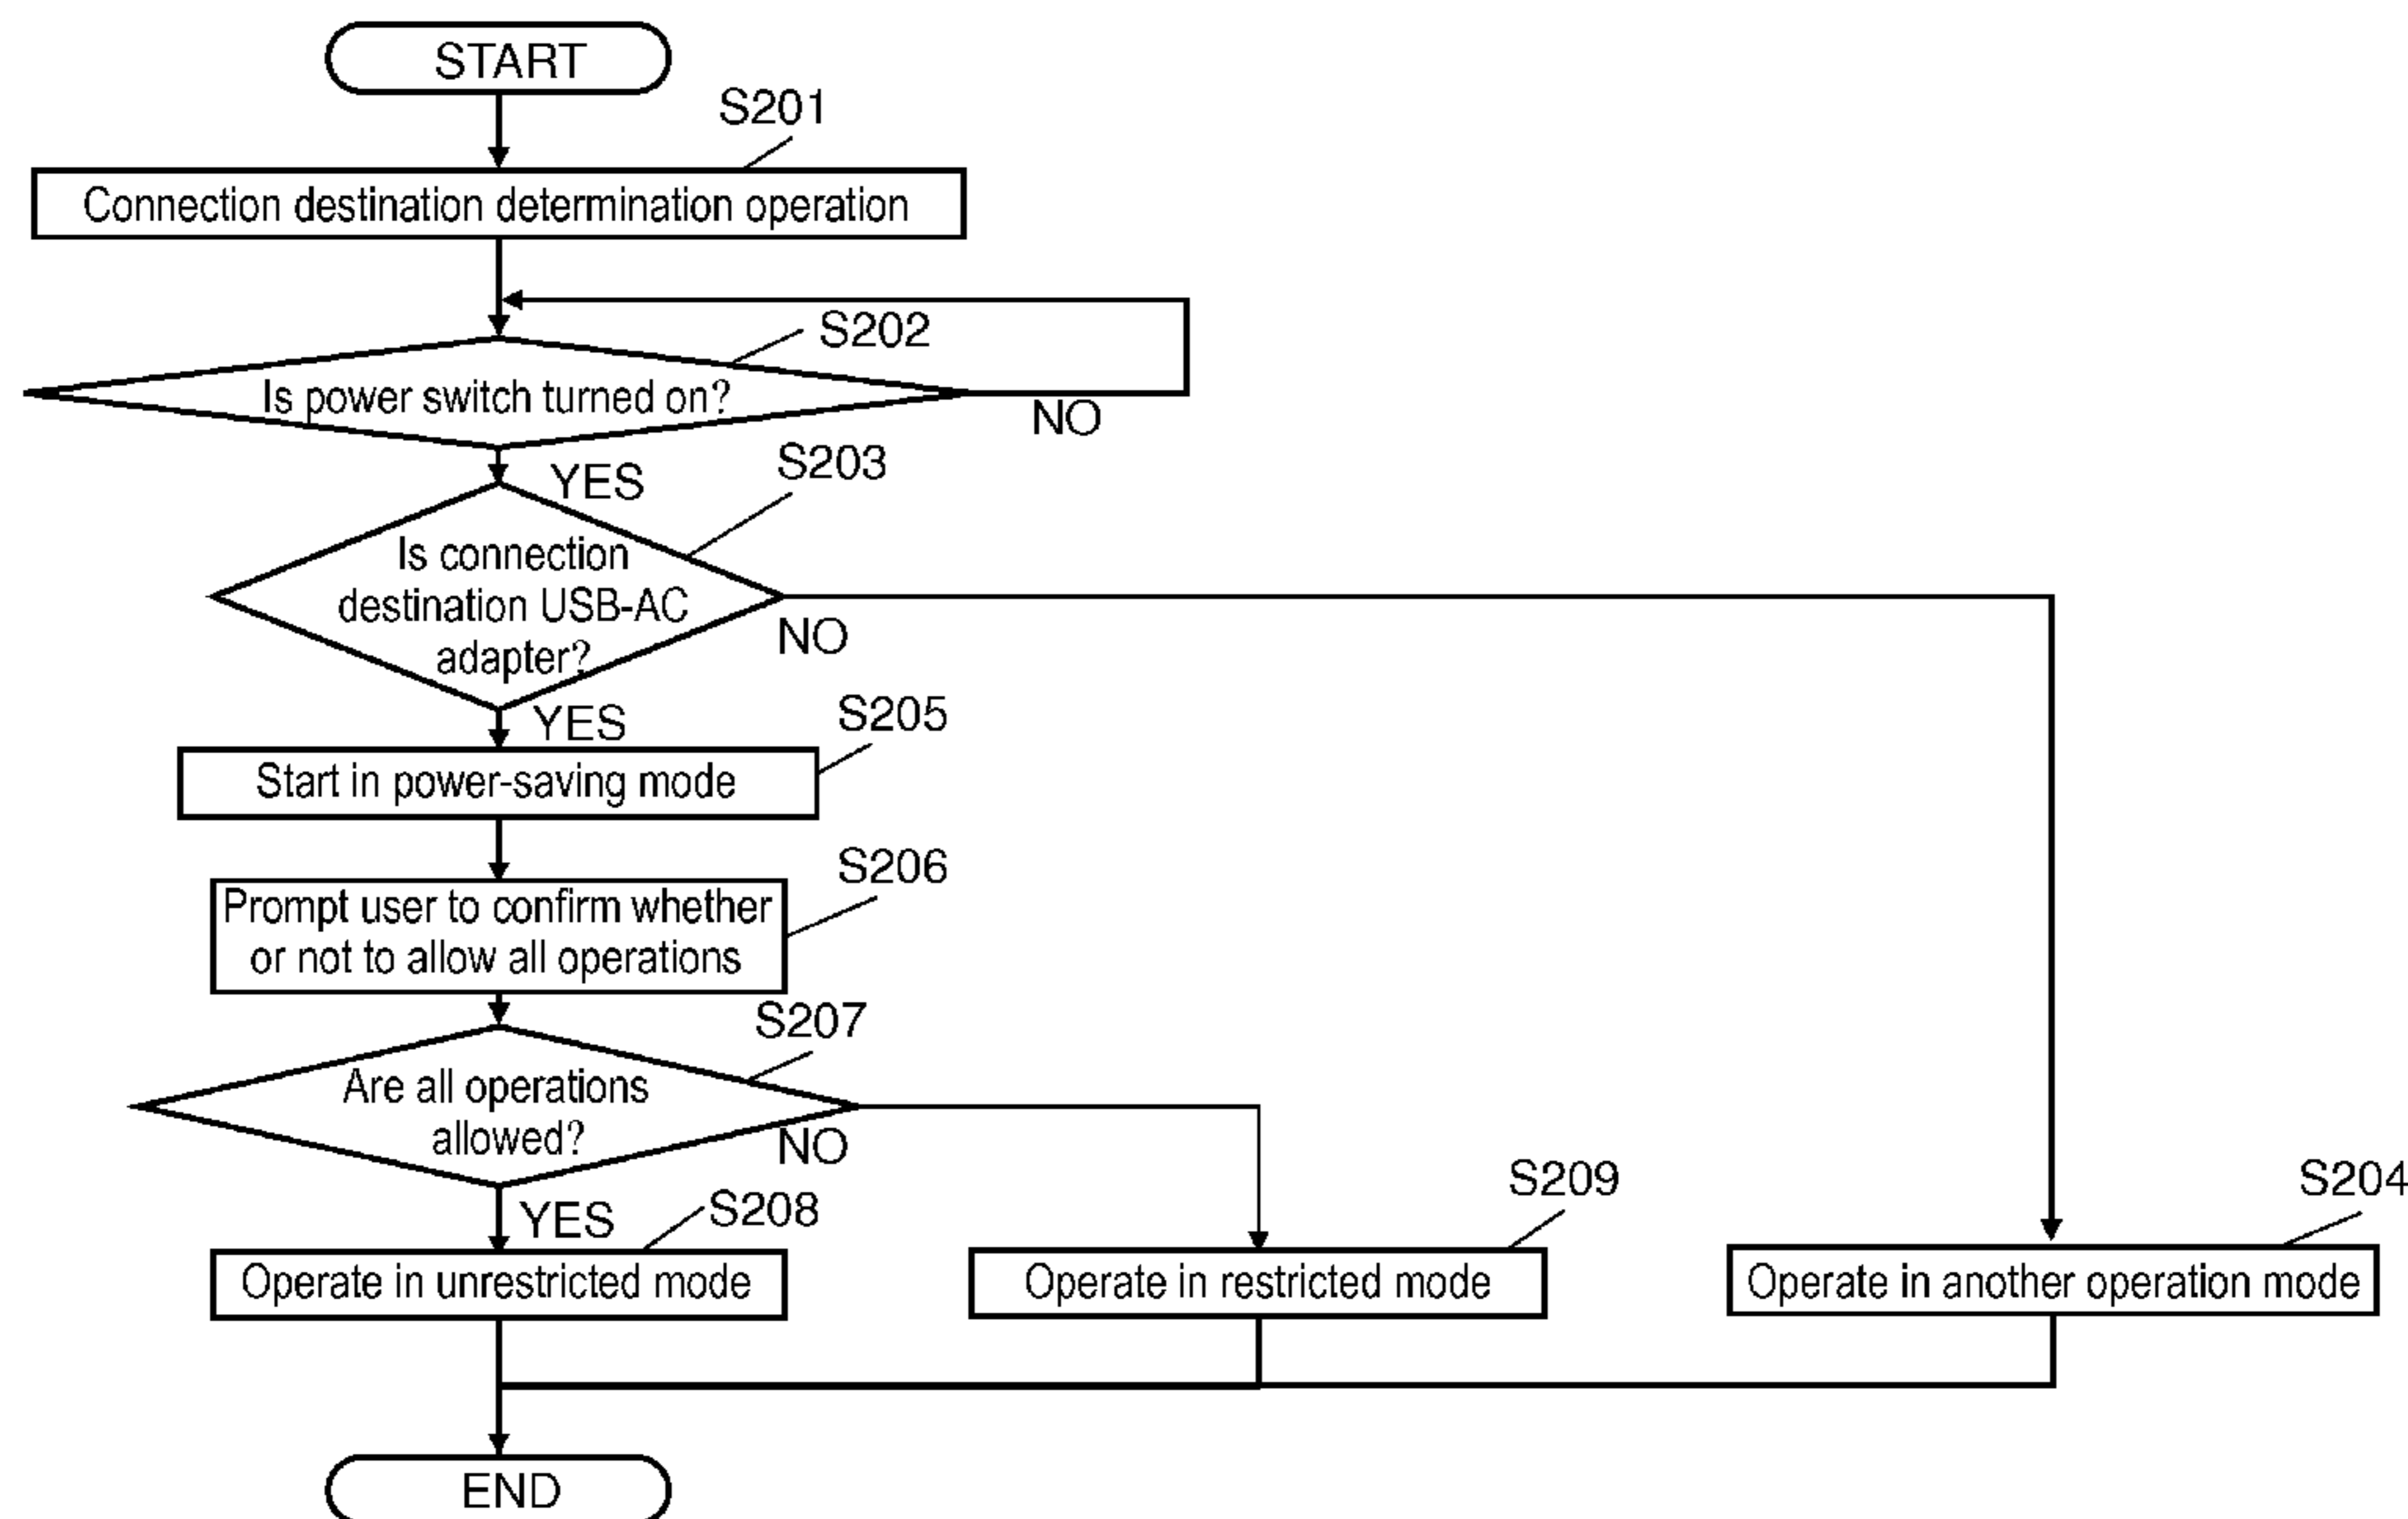 START
S201
Connection destination determination operation
S202
Is power switch turned on?
NO
YES
S203
Is connection
destination USB-AC
adapter?
NO
YES
S205
Start in power-saving mode
S206
Prompt user to confirm whether
or not to allow all operations
S207
Are all operations
allowed?
NO
YES
S208
Operate in unrestricted mode
S209
Operate in restricted mode
S204
Operate in another operation mode
END